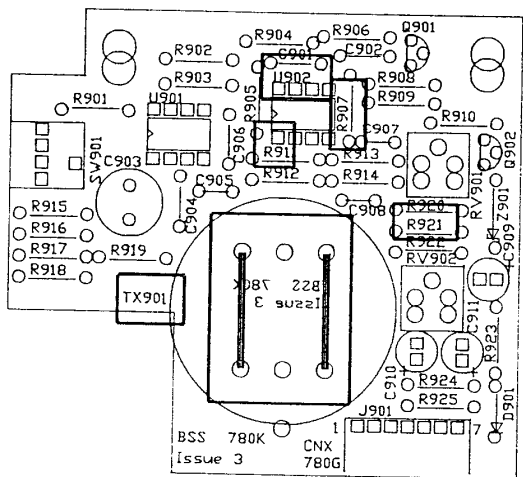 R904
R906
Q901
R902
C901
C902
R903
U902
R908
R905
R907
R909
R901
U901
R910
C906
C907
Q902
SW901
C903
R911
R913
R912
R914
C905
C904
C908
RV901
Z901
R915
R920
R916
R921
R917
R919
R922
C909
R918
RV902
BSS 780K
Issue 3
TX901
C911
R923
C910
R924
R925
D901
J901
1
7
BSS 780K
Issue 3
CNX
780G